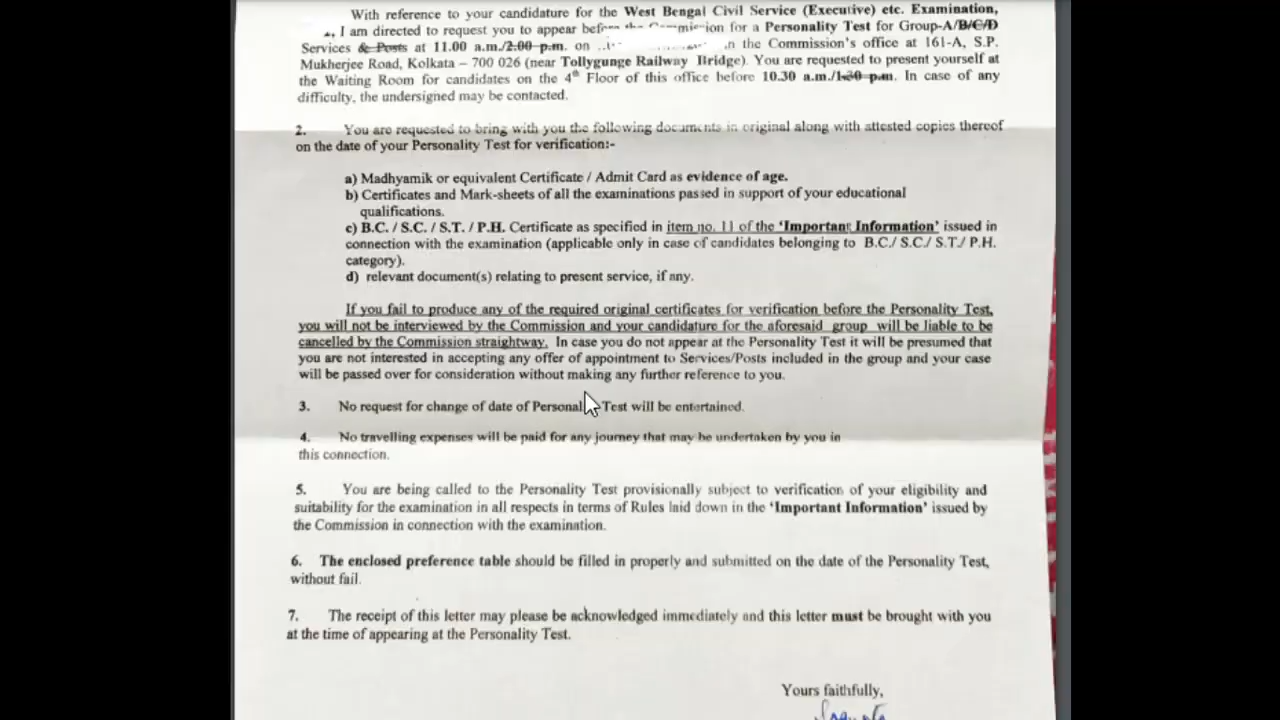 With reference to your candidature for the West Bengal Civil Service (Executive) etc. Examination,
I am directed to request you to appear before the Commission for a Personality Test for Group-A/B/C/D
Services & Posts at 11.00 a.m./2.00 p.m. on in the Commission's office at 161-A, S.P.
Mukherjee Road, Kolkata – 700 026 (near Tollygunge Railway Bridge). You are requested to present yourself at
the Waiting Room for candidates on the 4th Floor of this office before 10.30 a.m./1.30 p.m. In case of any
difficulty, the undersigned may be contacted.
2. You are requested to bring with you the following documents in original along with attested copies thereof
on the date of your Personality Test for verification:-
a) Madhyamik or equivalent Certificate / Admit Card as evidence of age.
b) Certificates and Mark-sheets of all the examinations passed in support of your educational
qualifications.
c) B.C. / S.C. / S.T. / P.H. Certificate as specified in item no. 11 of the 'Important Information' issued in
connection with the examination (applicable only in case of candidates belonging to B.C./ S.C./ S.T./ P.H.
category).
d) relevant document(s) relating to present service, if any.
If you fail to produce any of the required original certificates for verification before the Personality Test,
you will not be interviewed by the Commission and your candidature for the aforesaid group will be liable to be
cancelled by the Commission straightway. In case you do not appear at the Personality Test it will be presumed that
you are not interested in accepting any offer of appointment to Services/Posts included in the group and your case
will be passed over for consideration without making any further reference to you.
3. No request for change of date of Personality Test will be entertained.
4. No travelling expenses will be paid for any journey that may be undertaken by you in
this connection.
5. You are being called to the Personality Test provisionally subject to verification of your eligibility and
suitability for the examination in all respects in terms of Rules laid down in the 'Important Information' issued by
the Commission in connection with the examination.
6. The enclosed preference table should be filled in properly and submitted on the date of the Personality Test,
without fail.
7. The receipt of this letter may please be acknowledged immediately and this letter must be brought with you
at the time of appearing at the Personality Test.
Yours faithfully,